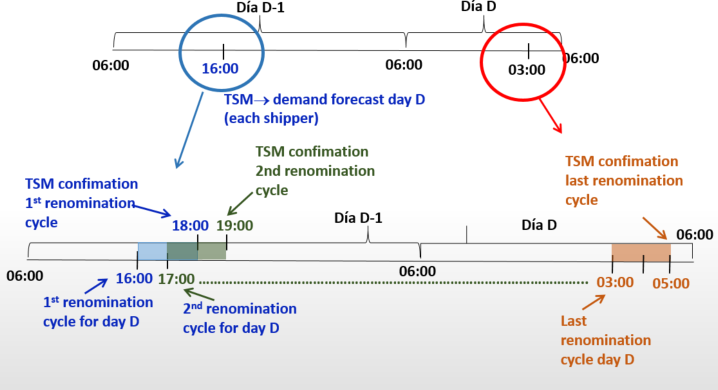 Día D-1
Día D
06:00
16:00
06:00
03:00
06:00
TSM→ demand forecast day D
(each shipper)
TSM confimation
2nd renomination
cycle
TSM confimation
1st renomination
cycle
TSM confimation
last renomination
cycle
18:00
19:00
Día D-1
Día D
06:00
06:00
16:00
17:00
06:00
03:00
05:00
1st renomination
cycle for day D
2nd renomination
cycle for day D
Last
renomination
cycle day D